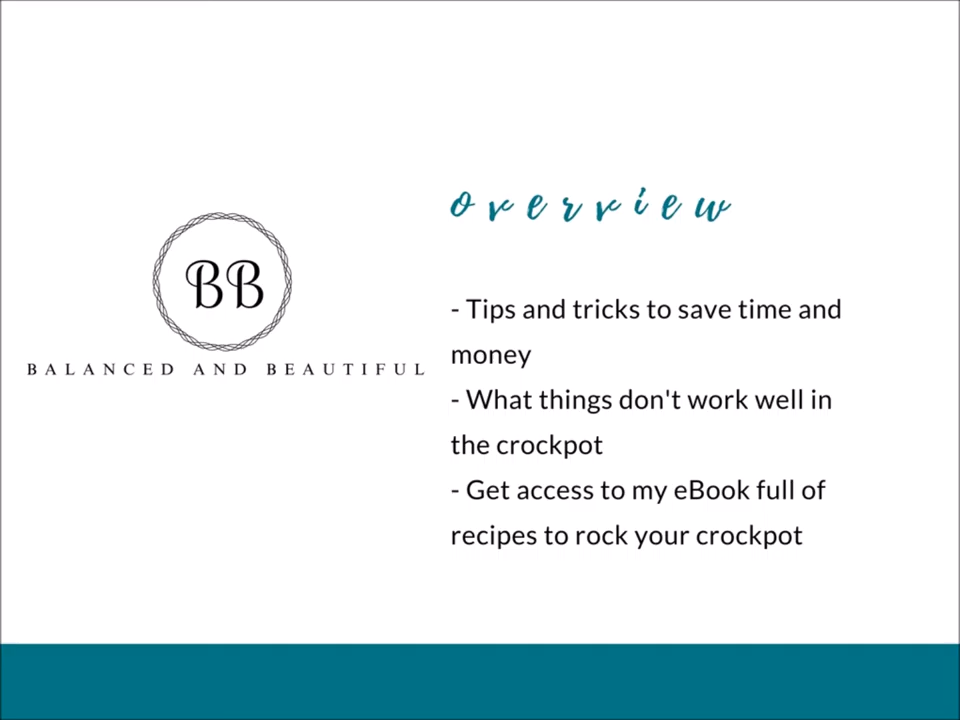 BB
BALANCED AND BEAUTIFUL
overview
- Tips and tricks to save time and
money
- What things don't work well in
the crockpot
- Get access to my eBook full of
recipes to rock your crockpot